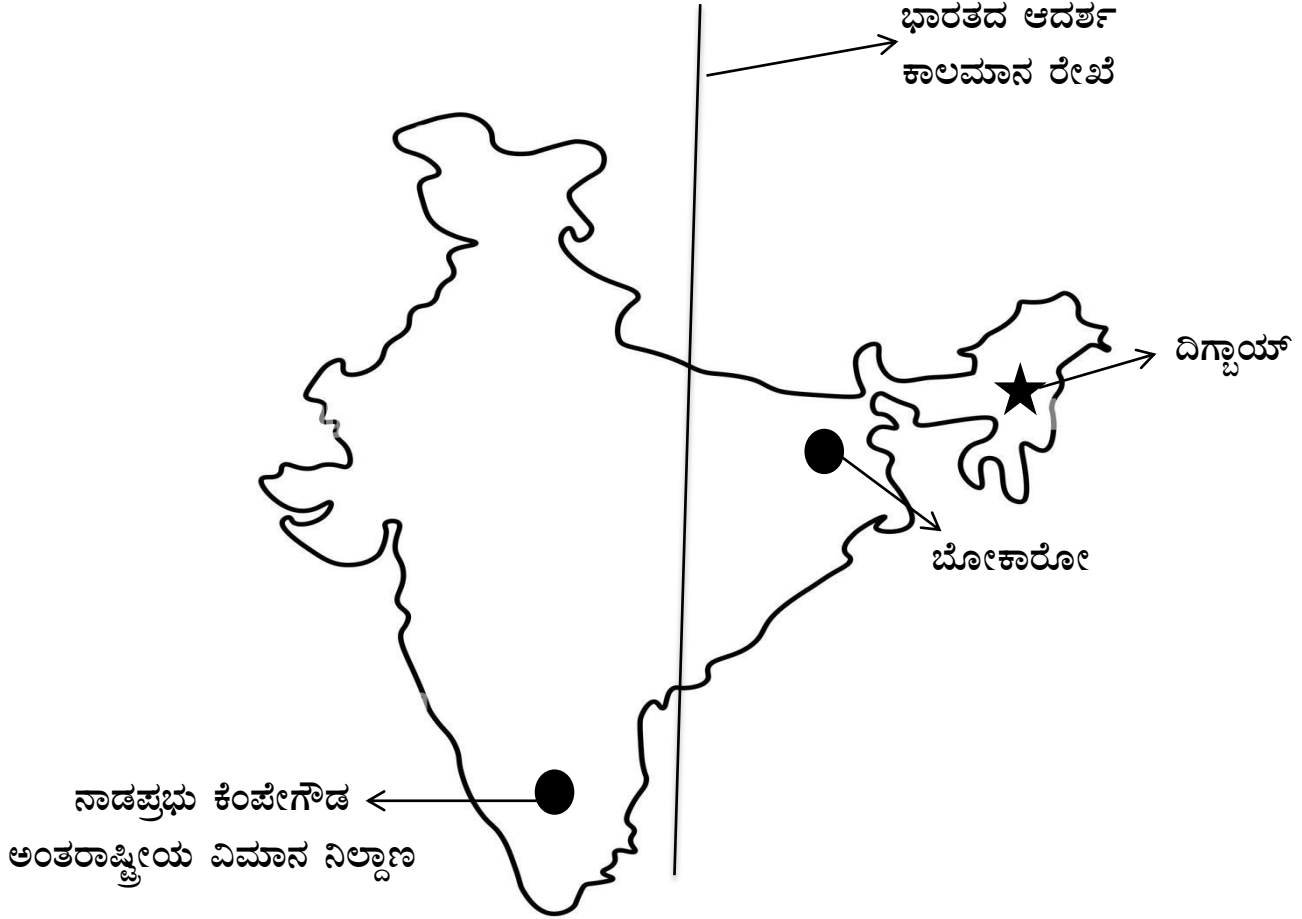 ಭಾರತದ ಆದರ್ಶ
ಕಾಲಮಾನ ರೇಖೆ
ದಿಗ್ಬಾಯ್
ಬೋಕಾರೋ
ನಾಡಪ್ರಭು ಕೆಂಪೇಗೌಡ
ಅಂತರಾಷ್ಟ್ರೀಯ ವಿಮಾನ ನಿಲ್ದಾಣ